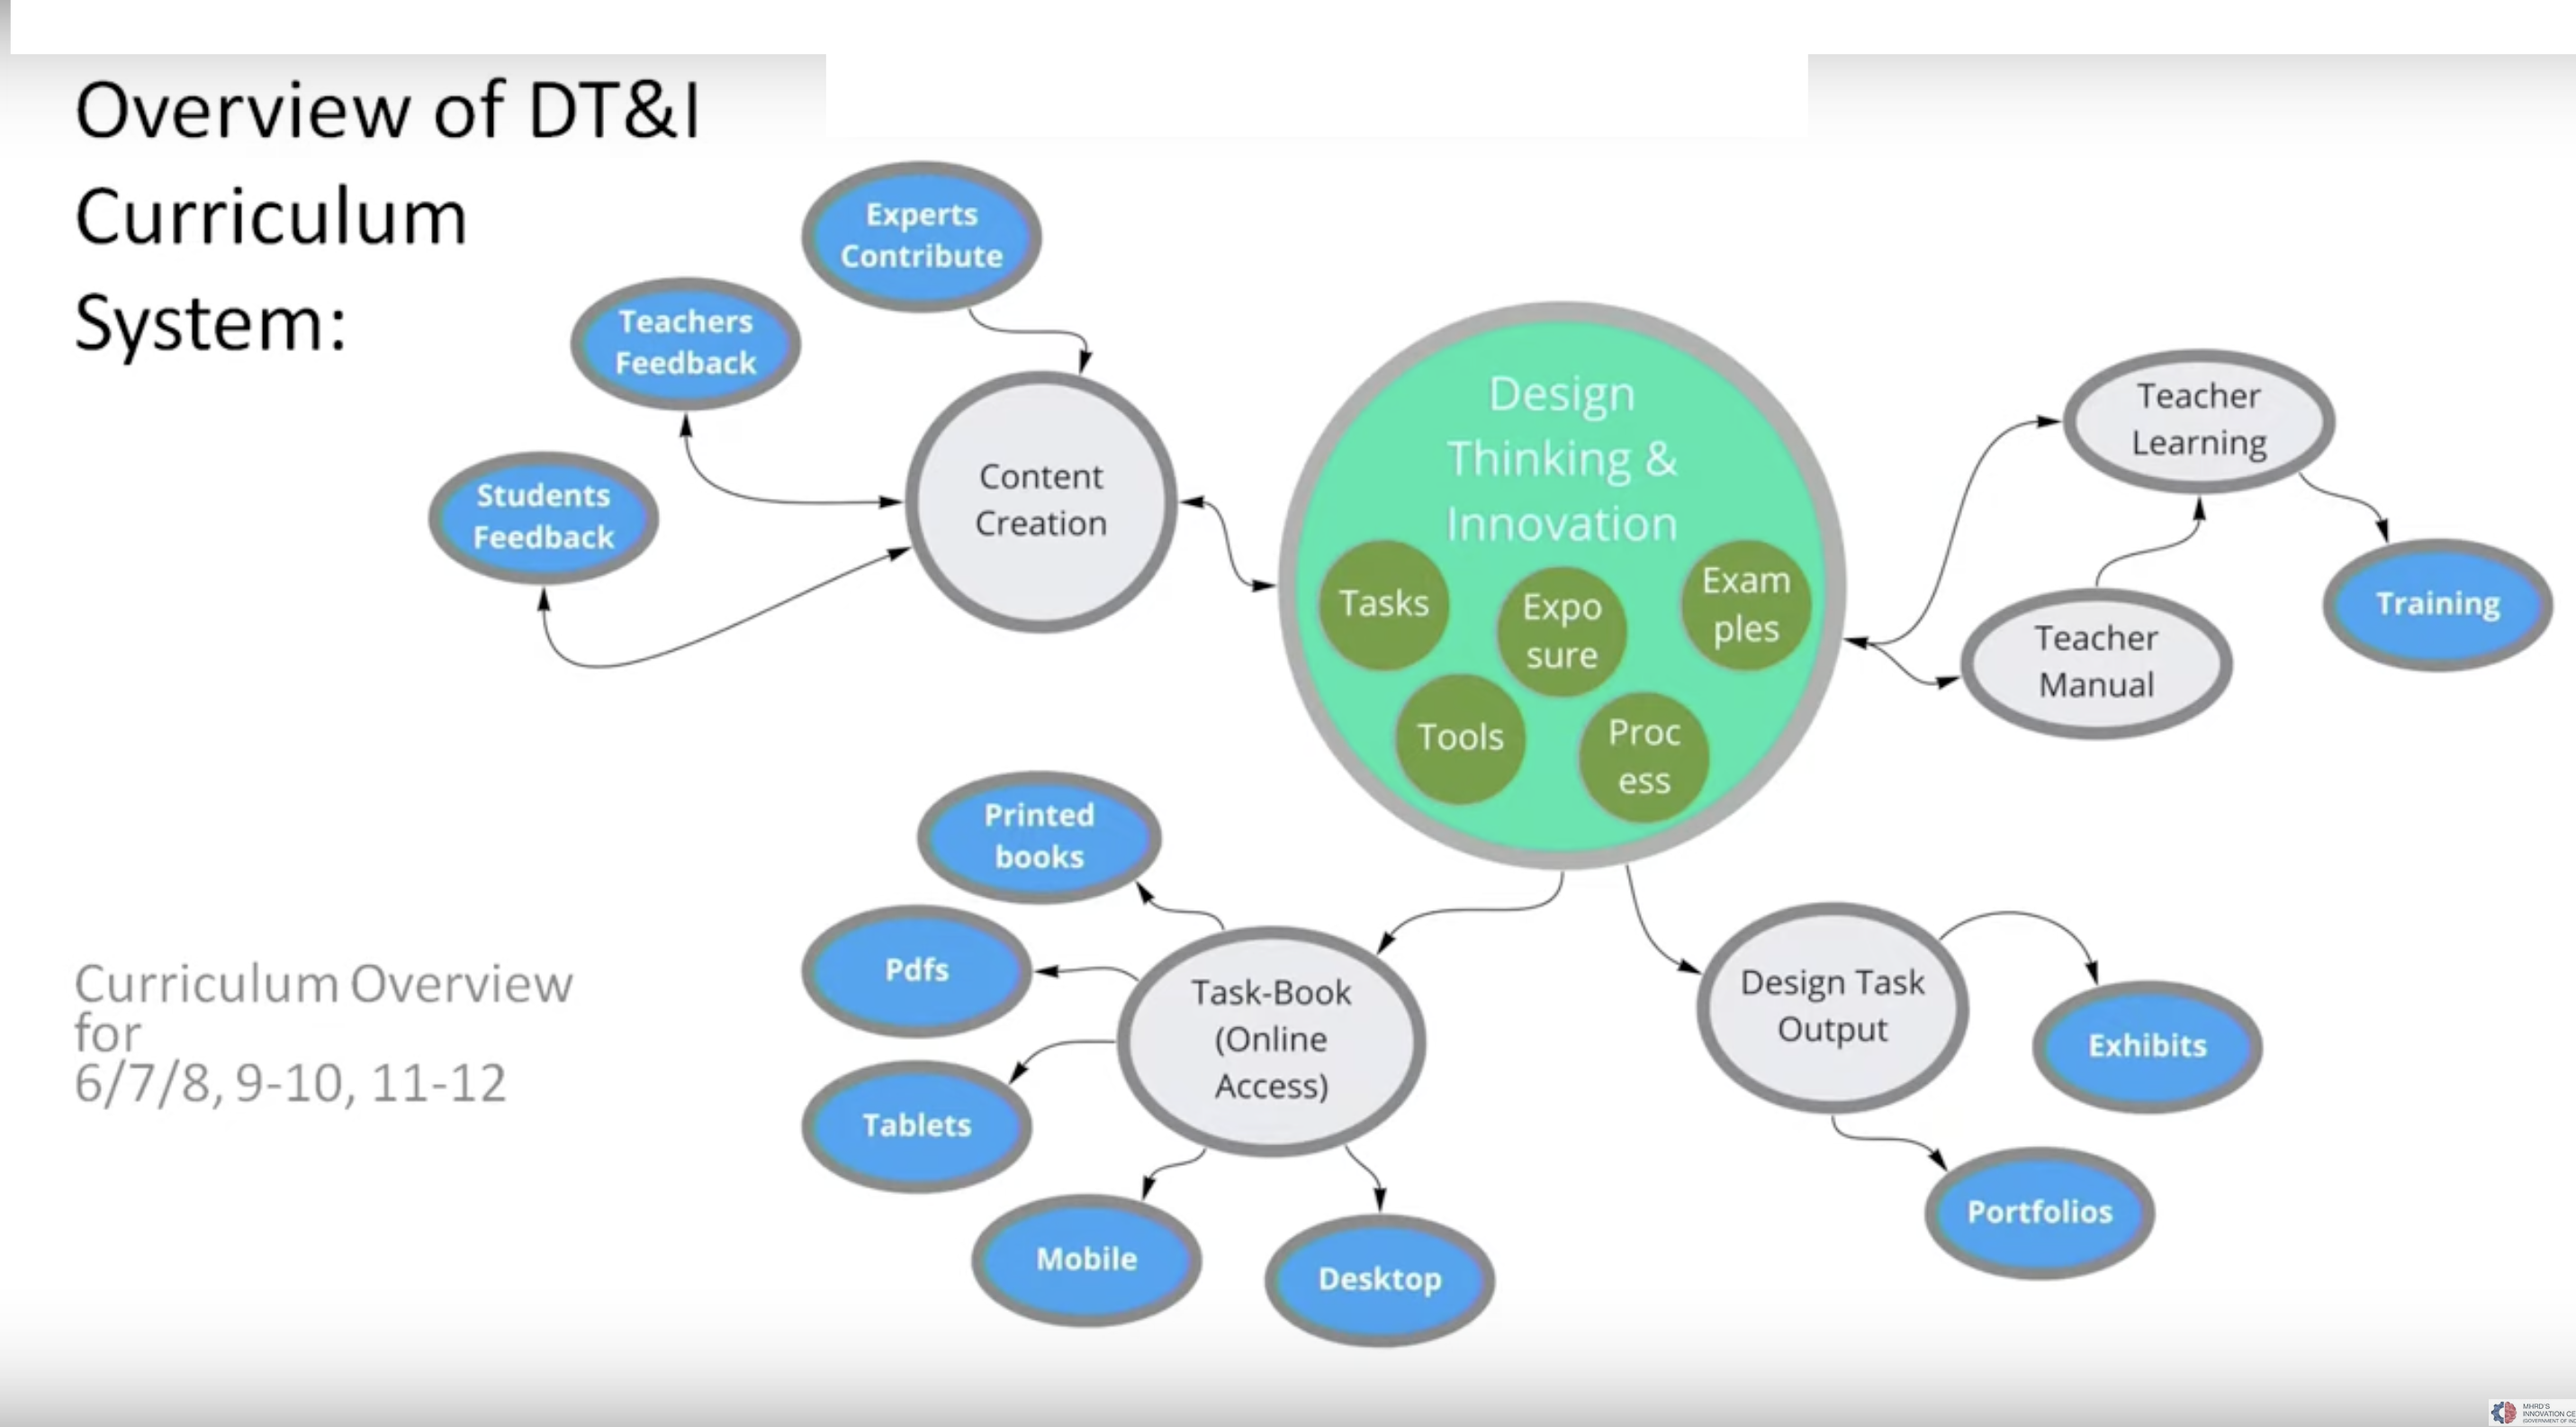 Overview of DT&I
Curriculum
System:
Experts
Contribute
Teachers
Feedback
Students
Feedback
Content
Creation
Design
Thinking &
Innovation
Tasks
Expo
sure
Exam
ples
Tools
Proc
ess
Teacher
Learning
Teacher
Manual
Training
Printed
books
Pdfs
Tablets
Mobile
Desktop
Task-Book
(Online
Access)
Design Task
Output
Exhibits
Portfolios
Curriculum Overview
for
6/7/8, 9-10, 11-12
MHRD'S
INNOVATION CE